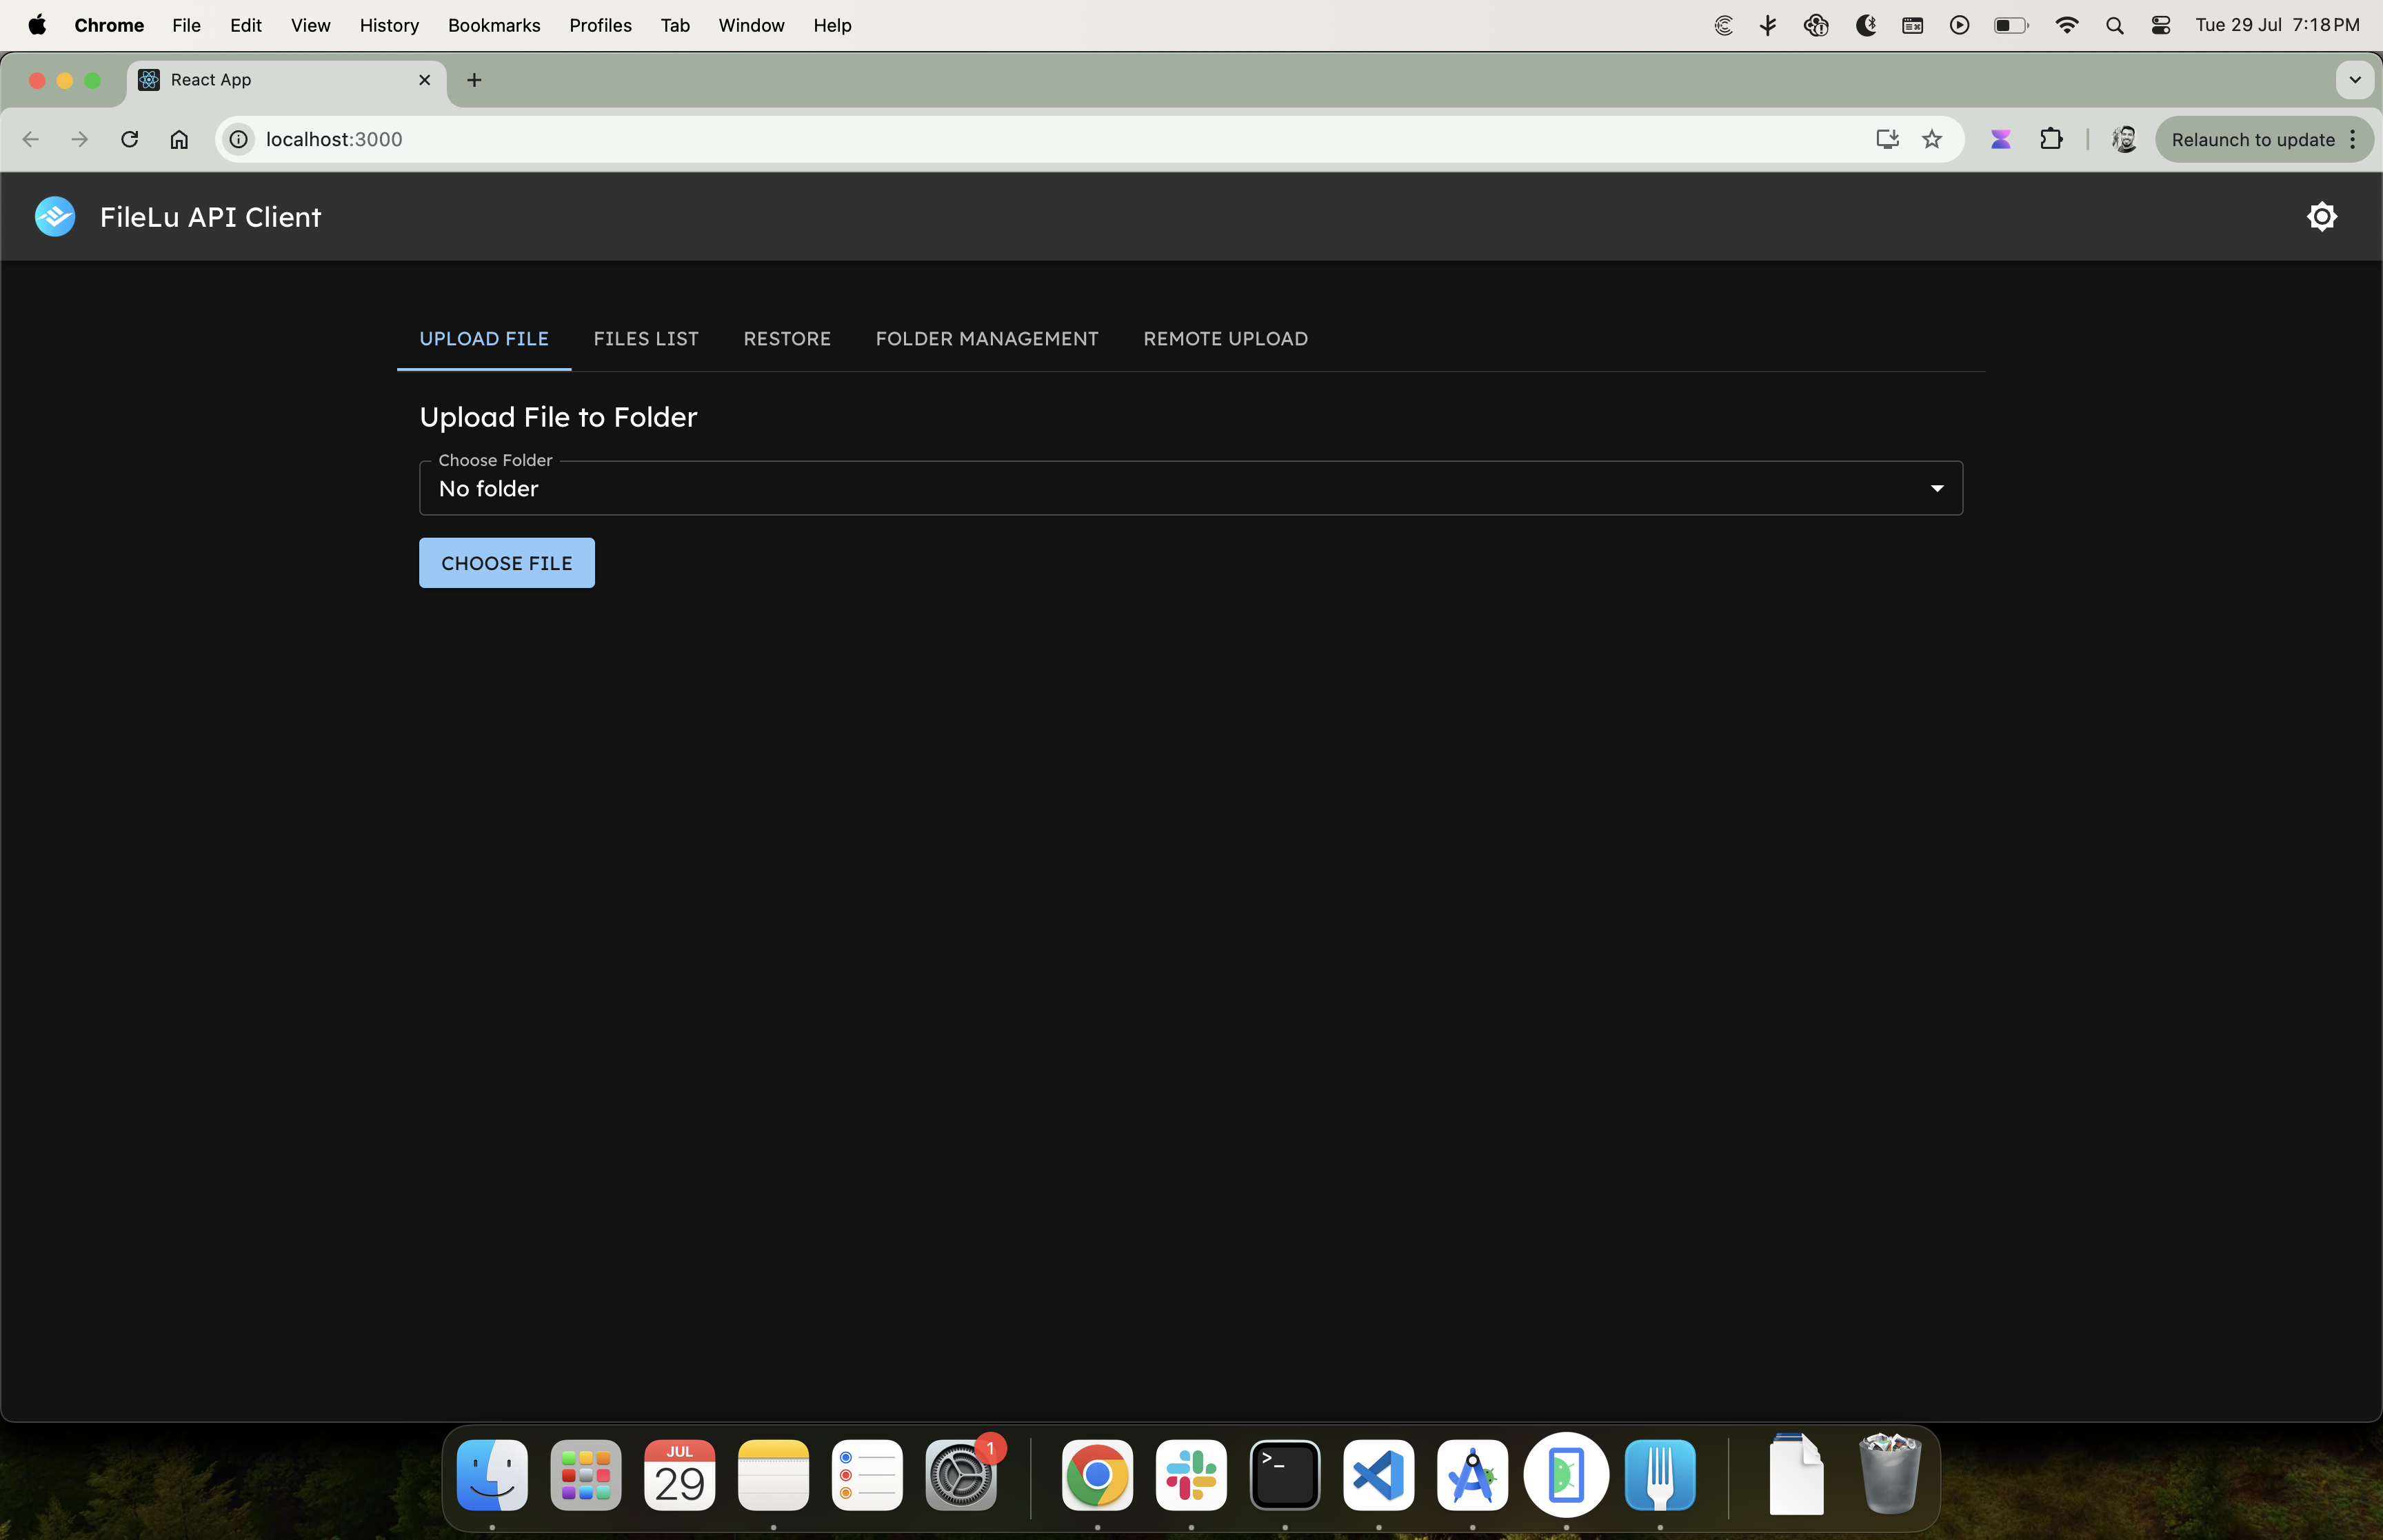 Chrome File Edit View History Bookmarks Profiles Tab Window Help Tue 29 Jul 7:18 PM
React App
localhost:3000 Relaunch to update
FileLu API Client
UPLOAD FILE FILES LIST RESTORE FOLDER MANAGEMENT REMOTE UPLOAD
Upload File to Folder
Choose Folder
No folder
CHOOSE FILE
JUL 1
29 >_